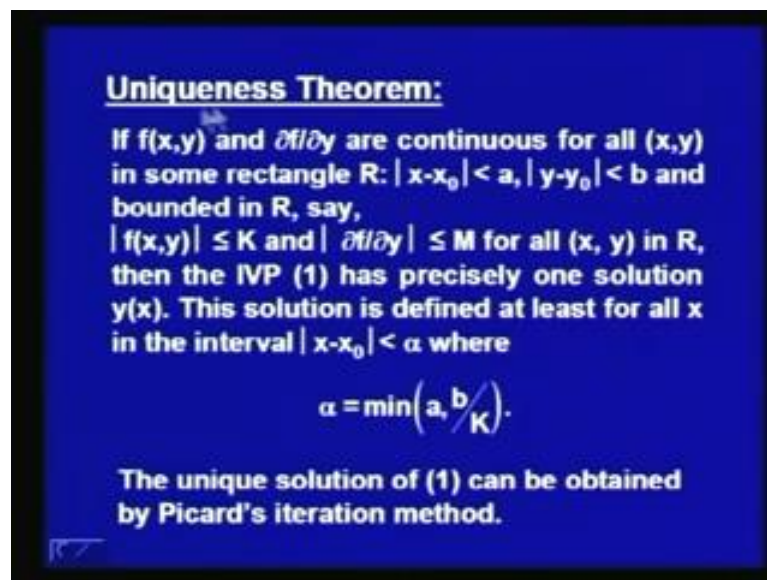 Uniqueness Theorem:
If f(x,y) and ∂f/∂y are continuous for all (x,y)
in some rectangle R: | x-x₀|< a, | y-y₀|< b and
bounded in R, say,
| f(x,y)| ≤ K and | ∂f/∂y | ≤ M for all (x, y) in R,
then the IVP (1) has precisely one solution
y(x). This solution is defined at least for all x
in the interval | x-x₀|< α where
α = min(a, b/K).
The unique solution of (1) can be obtained
by Picard's iteration method.